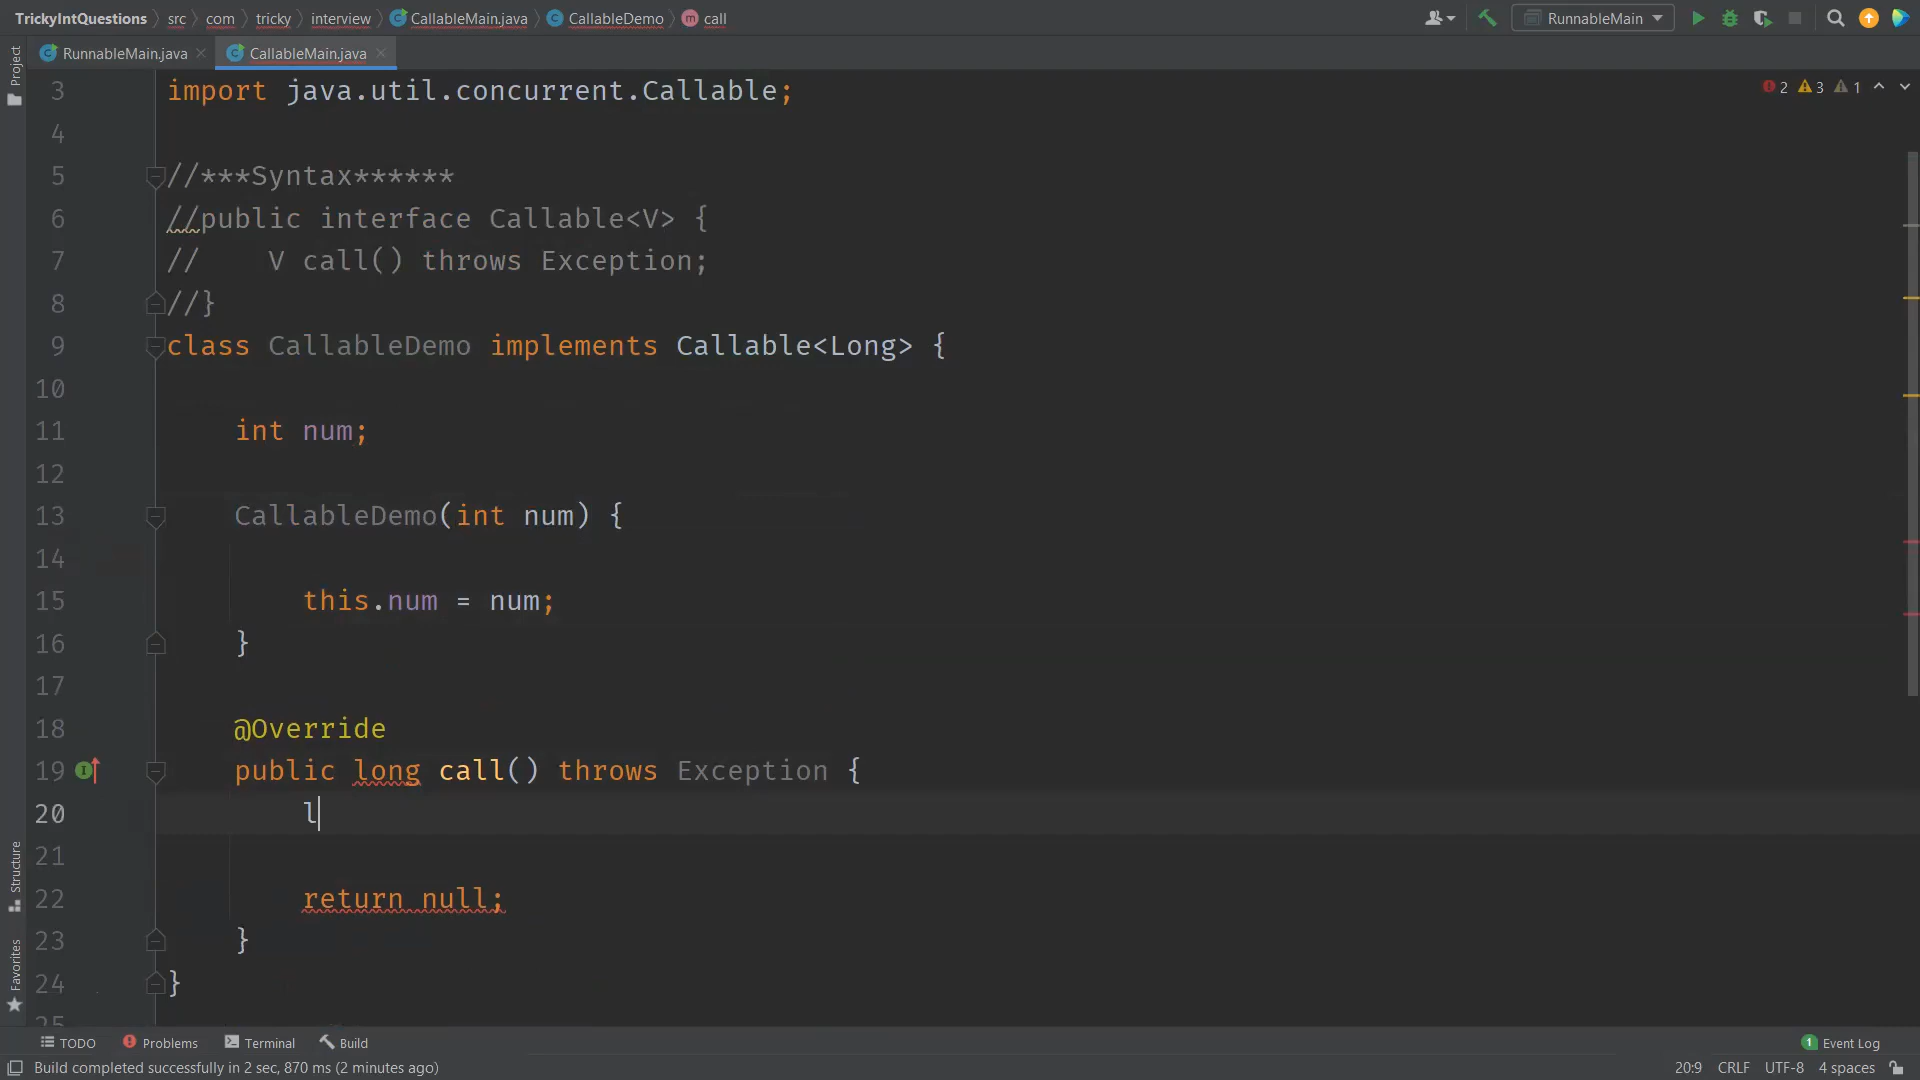 TrickyIntQuestions src com tricky interview CallableMain.java CallableDemo call RunnableMain
RunnableMain.java CallableMain.java
Project
3 import java.util.concurrent.Callable;
2 3 1
4
5 //***Syntax******
6 //public interface Callable<V> {
7 //    V call() throws Exception;
8 //}
9 class CallableDemo implements Callable<Long> {
10
11     int num;
12
13     CallableDemo(int num) {
14
15         this.num = num;
16     }
17
18     @Override
19     public long call() throws Exception {
20         l
21
22         return null;
23     }
24 }
25
Structure
Favorites
TODO Problems Terminal Build 1 Event Log
Build completed successfully in 2 sec, 870 ms (2 minutes ago) 20:9 CRLF UTF-8 4 spaces